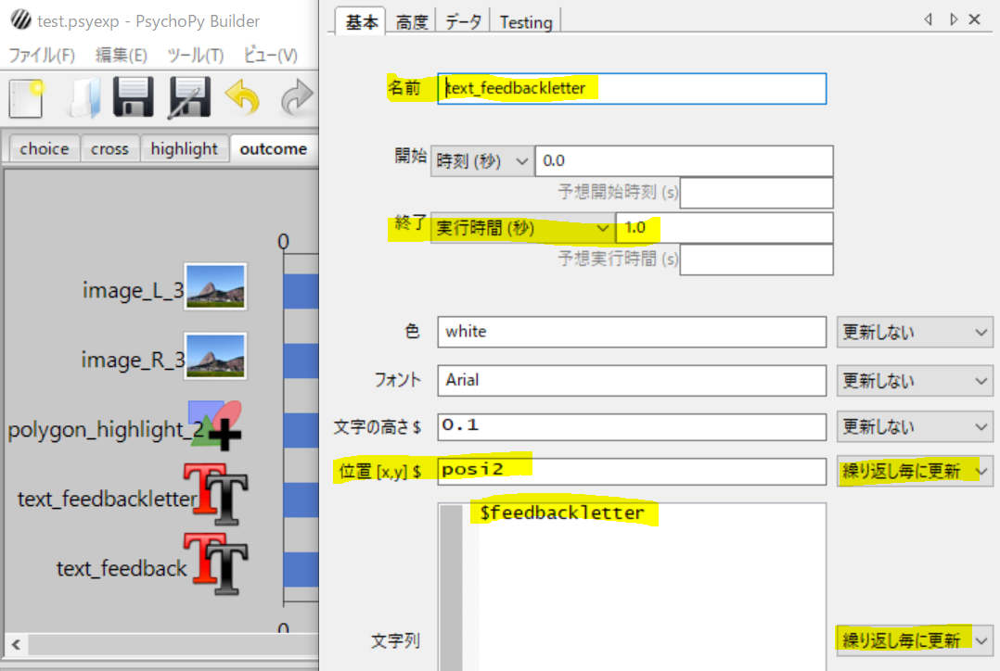 test.psyexp - PsychoPy Builder
ファイル(F) 編集(E) ツール(T) ビュー(V)
choice cross highlight outcome
0
image_L_3
image_R_3
polygon_highlight_2
text_feedbackletter
text_feedback
0
基本 高度 データ Testing
名前 text_feedbackletter
開始 時刻 (秒) 0.0
予想開始時刻 (s)
終了 実行時間 (秒) 1.0
予想実行時間 (s)
色 white 更新しない
フォント Arial 更新しない
文字の高さ $ 0.1 更新しない
位置 [x,y] $ posi2 繰り返し毎に更新
$feedbackletter
文字列 繰り返し毎に更新